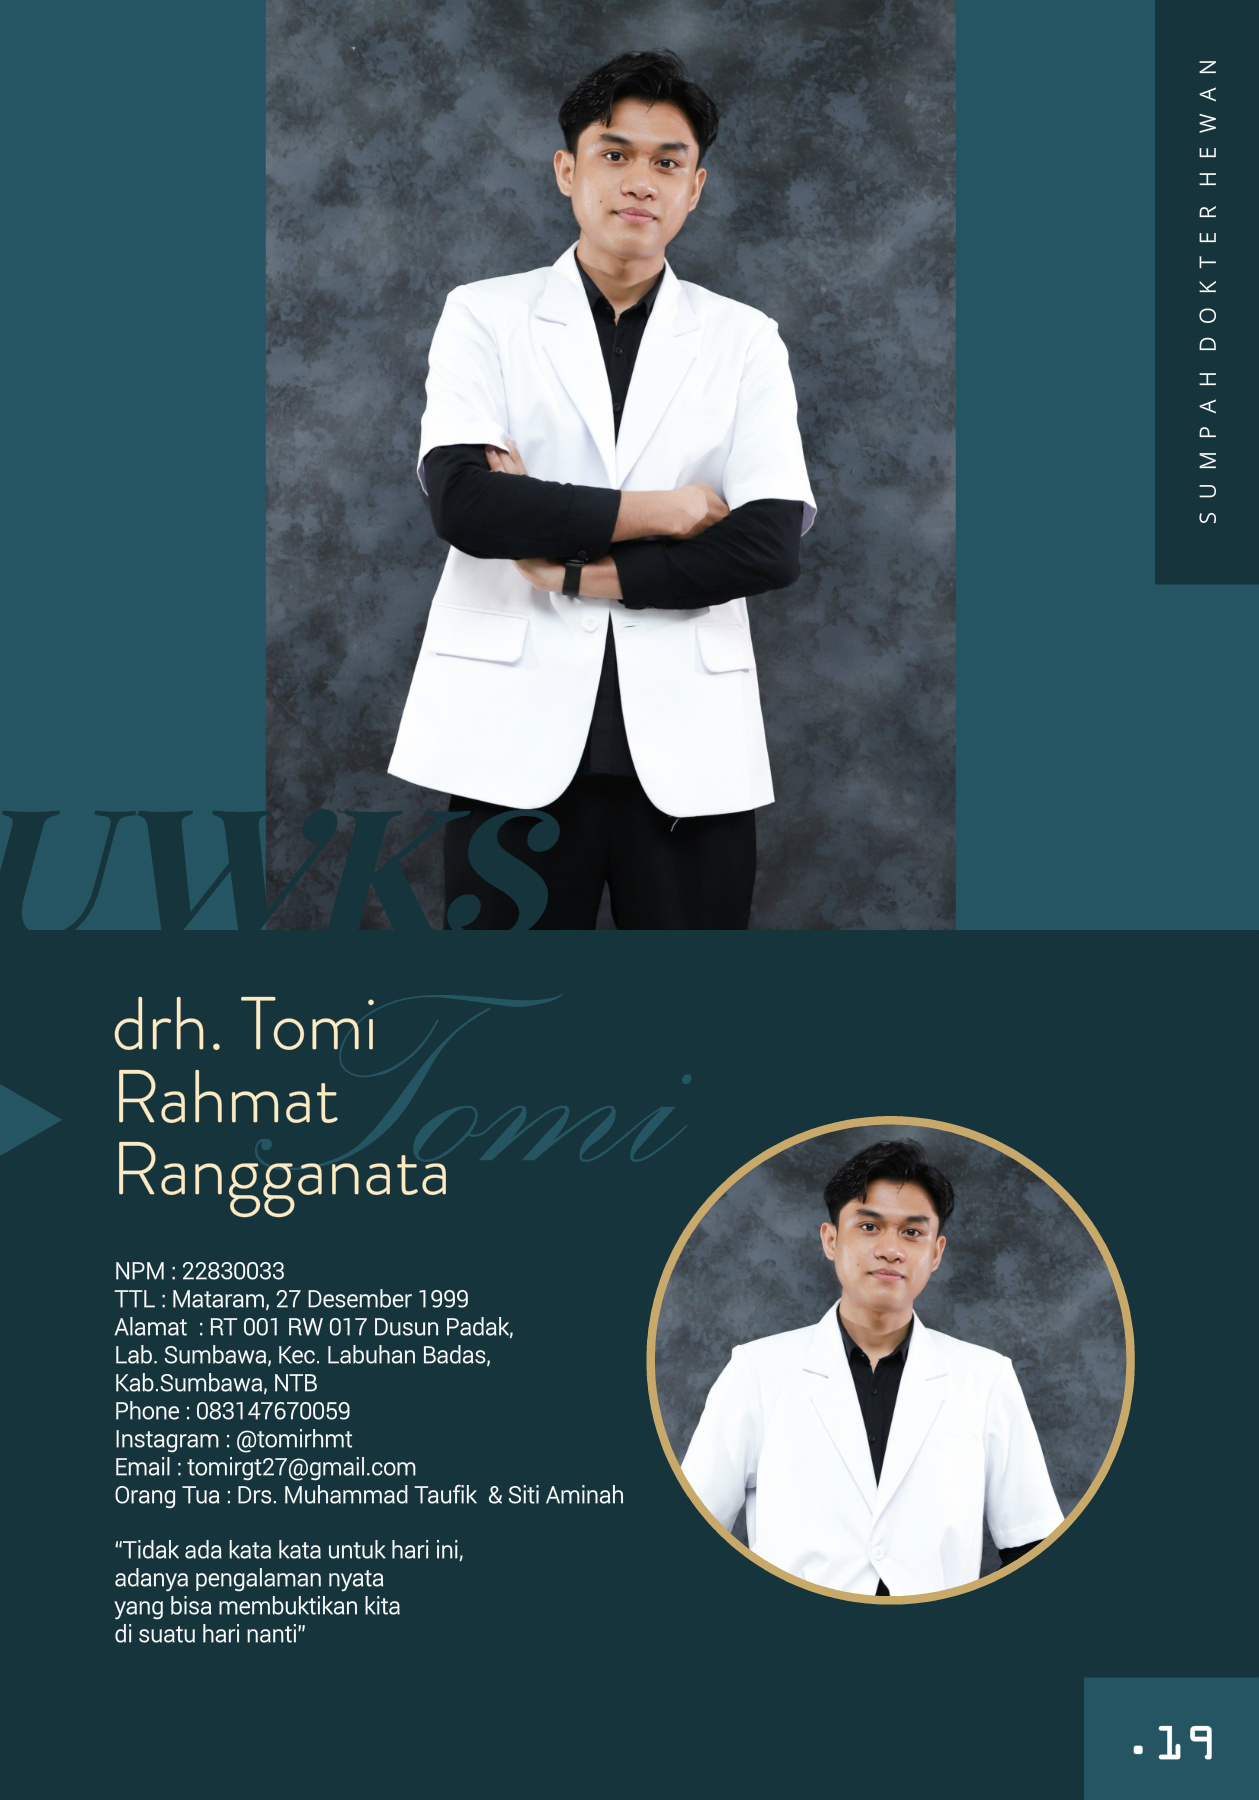 SUMPAH DOKTER HEWAN
UWKS
drh. Tomi
Rahmat
Rangganata
Tomi
NPM : 22830033
TTL : Mataram, 27 Desember 1999
Alamat : RT 001 RW 017 Dusun Padak,
Lab. Sumbawa, Kec. Labuhan Badas,
Kab.Sumbawa, NTB
Phone : 083147670059
Instagram : @tomirhmt
Email : tomirgt27@gmail.com
Orang Tua : Drs. Muhammad Taufik & Siti Aminah
“Tidak ada kata kata untuk hari ini,
adanya pengalaman nyata
yang bisa membuktikan kita
di suatu hari nanti”
.19